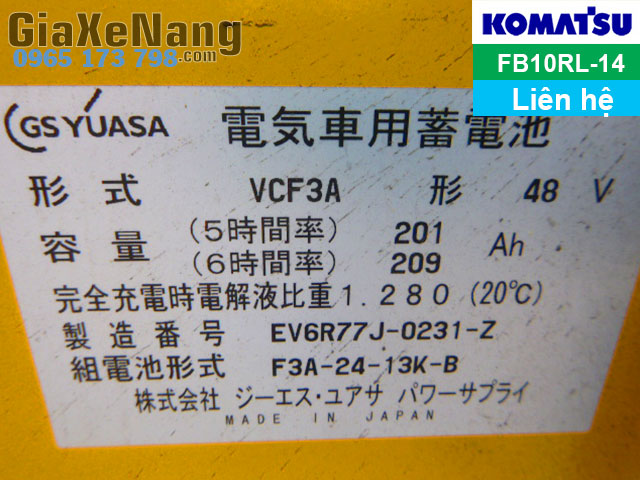 GiaXeNang
.com
0965 173 798
KOMATSU
FB10RL-14
Liên hệ
GS YUASA 電気車用蓄電池
形式 VCF3A 形 48 V
容量 (5時間率) 201 Ah
(6時間率) 209
完全充電時電解液比重1.280 (20℃)
製造番号 EV6R77J-0231-Z
組電池形式 F3A-24-13K-B
株式会社 ジーエス・ユアサ パワーサプライ
MADE IN JAPAN